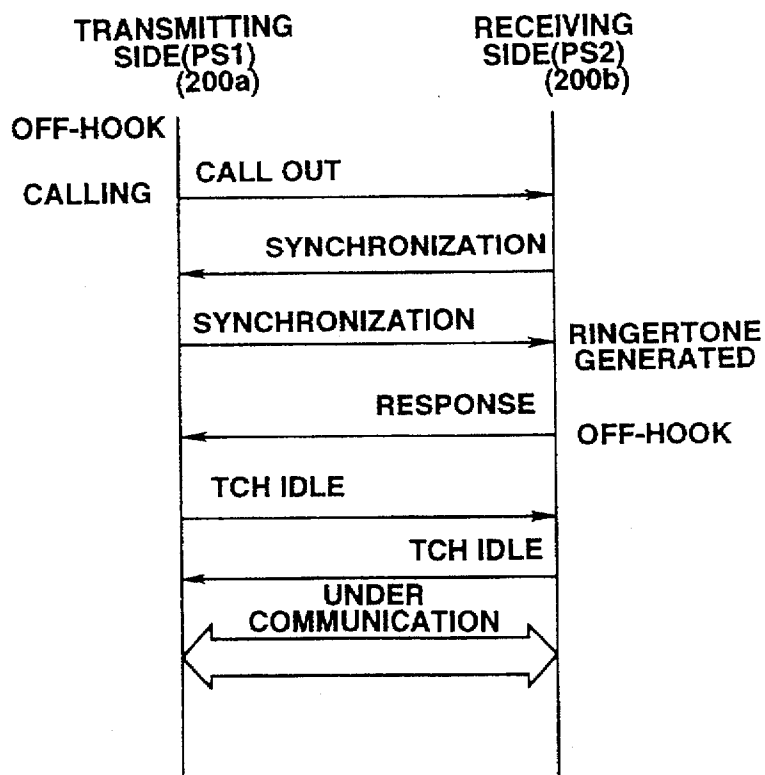 TRANSMITTING
SIDE(PS1)
(200a)
RECEIVING
SIDE(PS2)
(200b)
OFF-HOOK
CALLING
CALL OUT
SYNCHRONIZATION
SYNCHRONIZATION
RINGERTONE
GENERATED
RESPONSE
OFF-HOOK
TCH IDLE
TCH IDLE
UNDER
COMMUNICATION